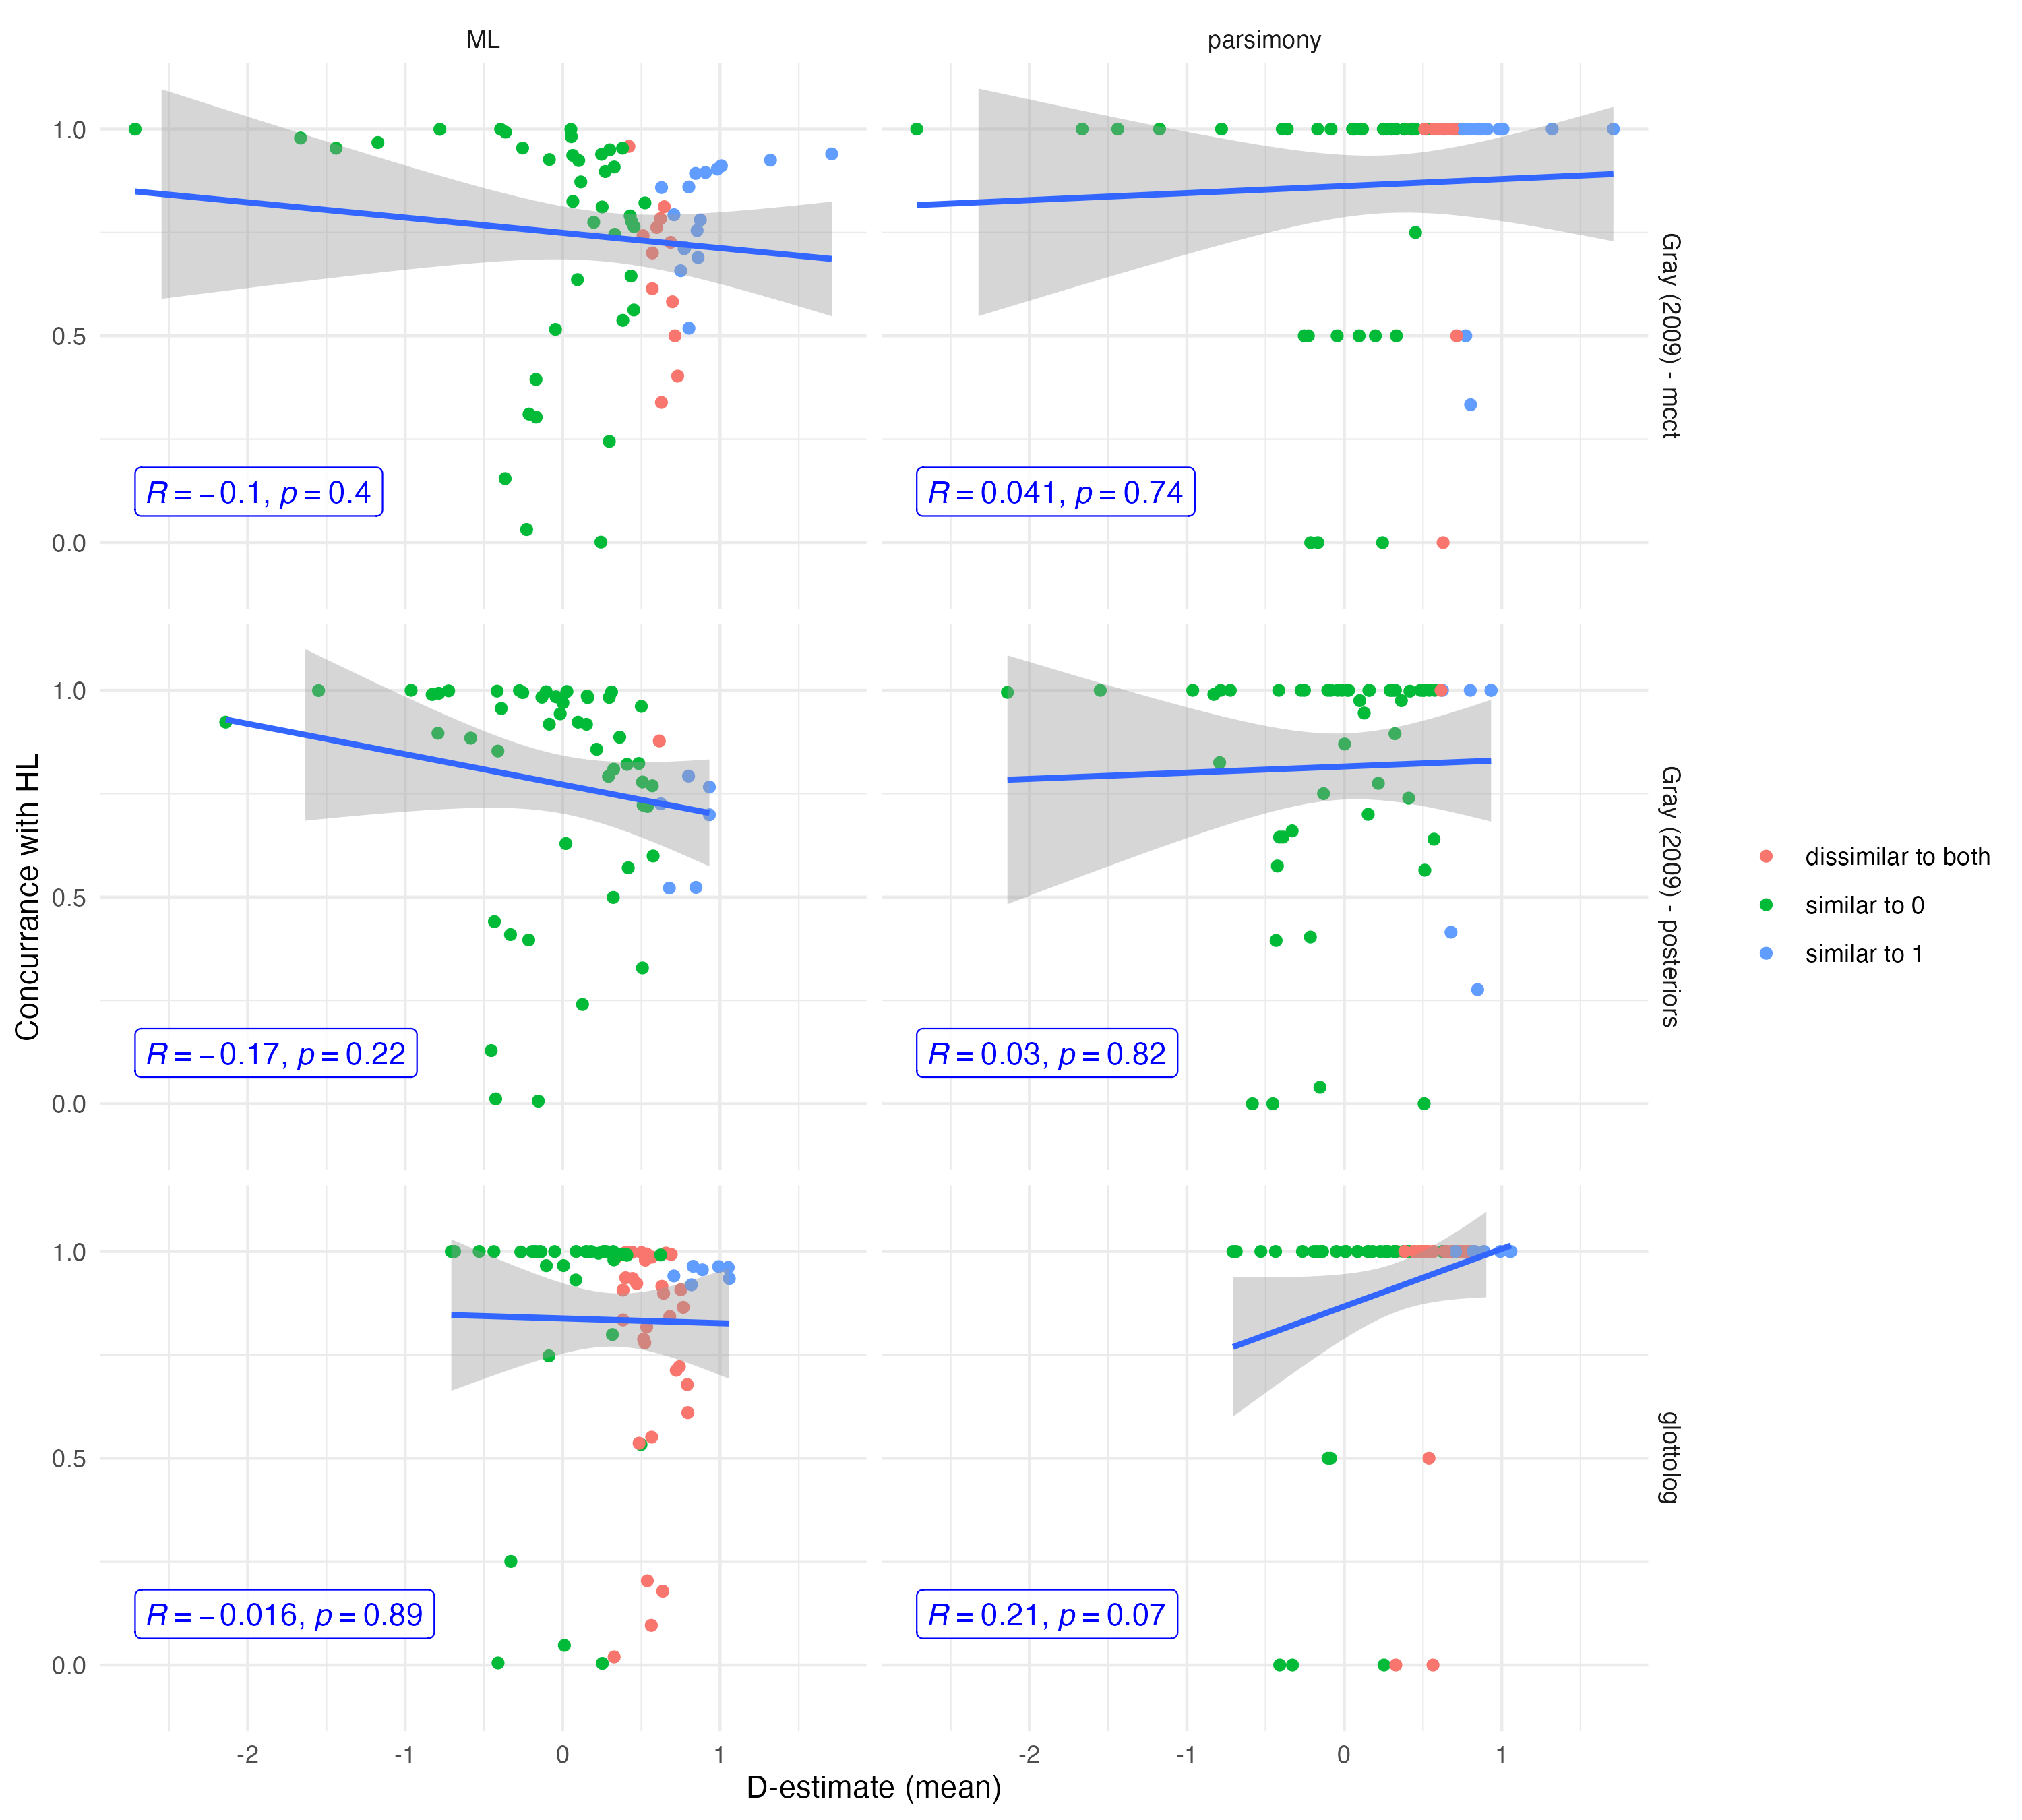 ML
parsimony
1.0
0.5
0.0
R = −0.1, p = 0.4
R = 0.041, p = 0.74
Gray (2009) - mcct
1.0
0.5
0.0
R = −0.17, p = 0.22
R = 0.03, p = 0.82
Gray (2009) - posteriors
1.0
0.5
0.0
R = −0.016, p = 0.89
R = 0.21, p = 0.07
glottolog
Concurrance with HL
-2 -1 0 1
-2 -1 0 1
D-estimate (mean)
dissimilar to both
similar to 0
similar to 1